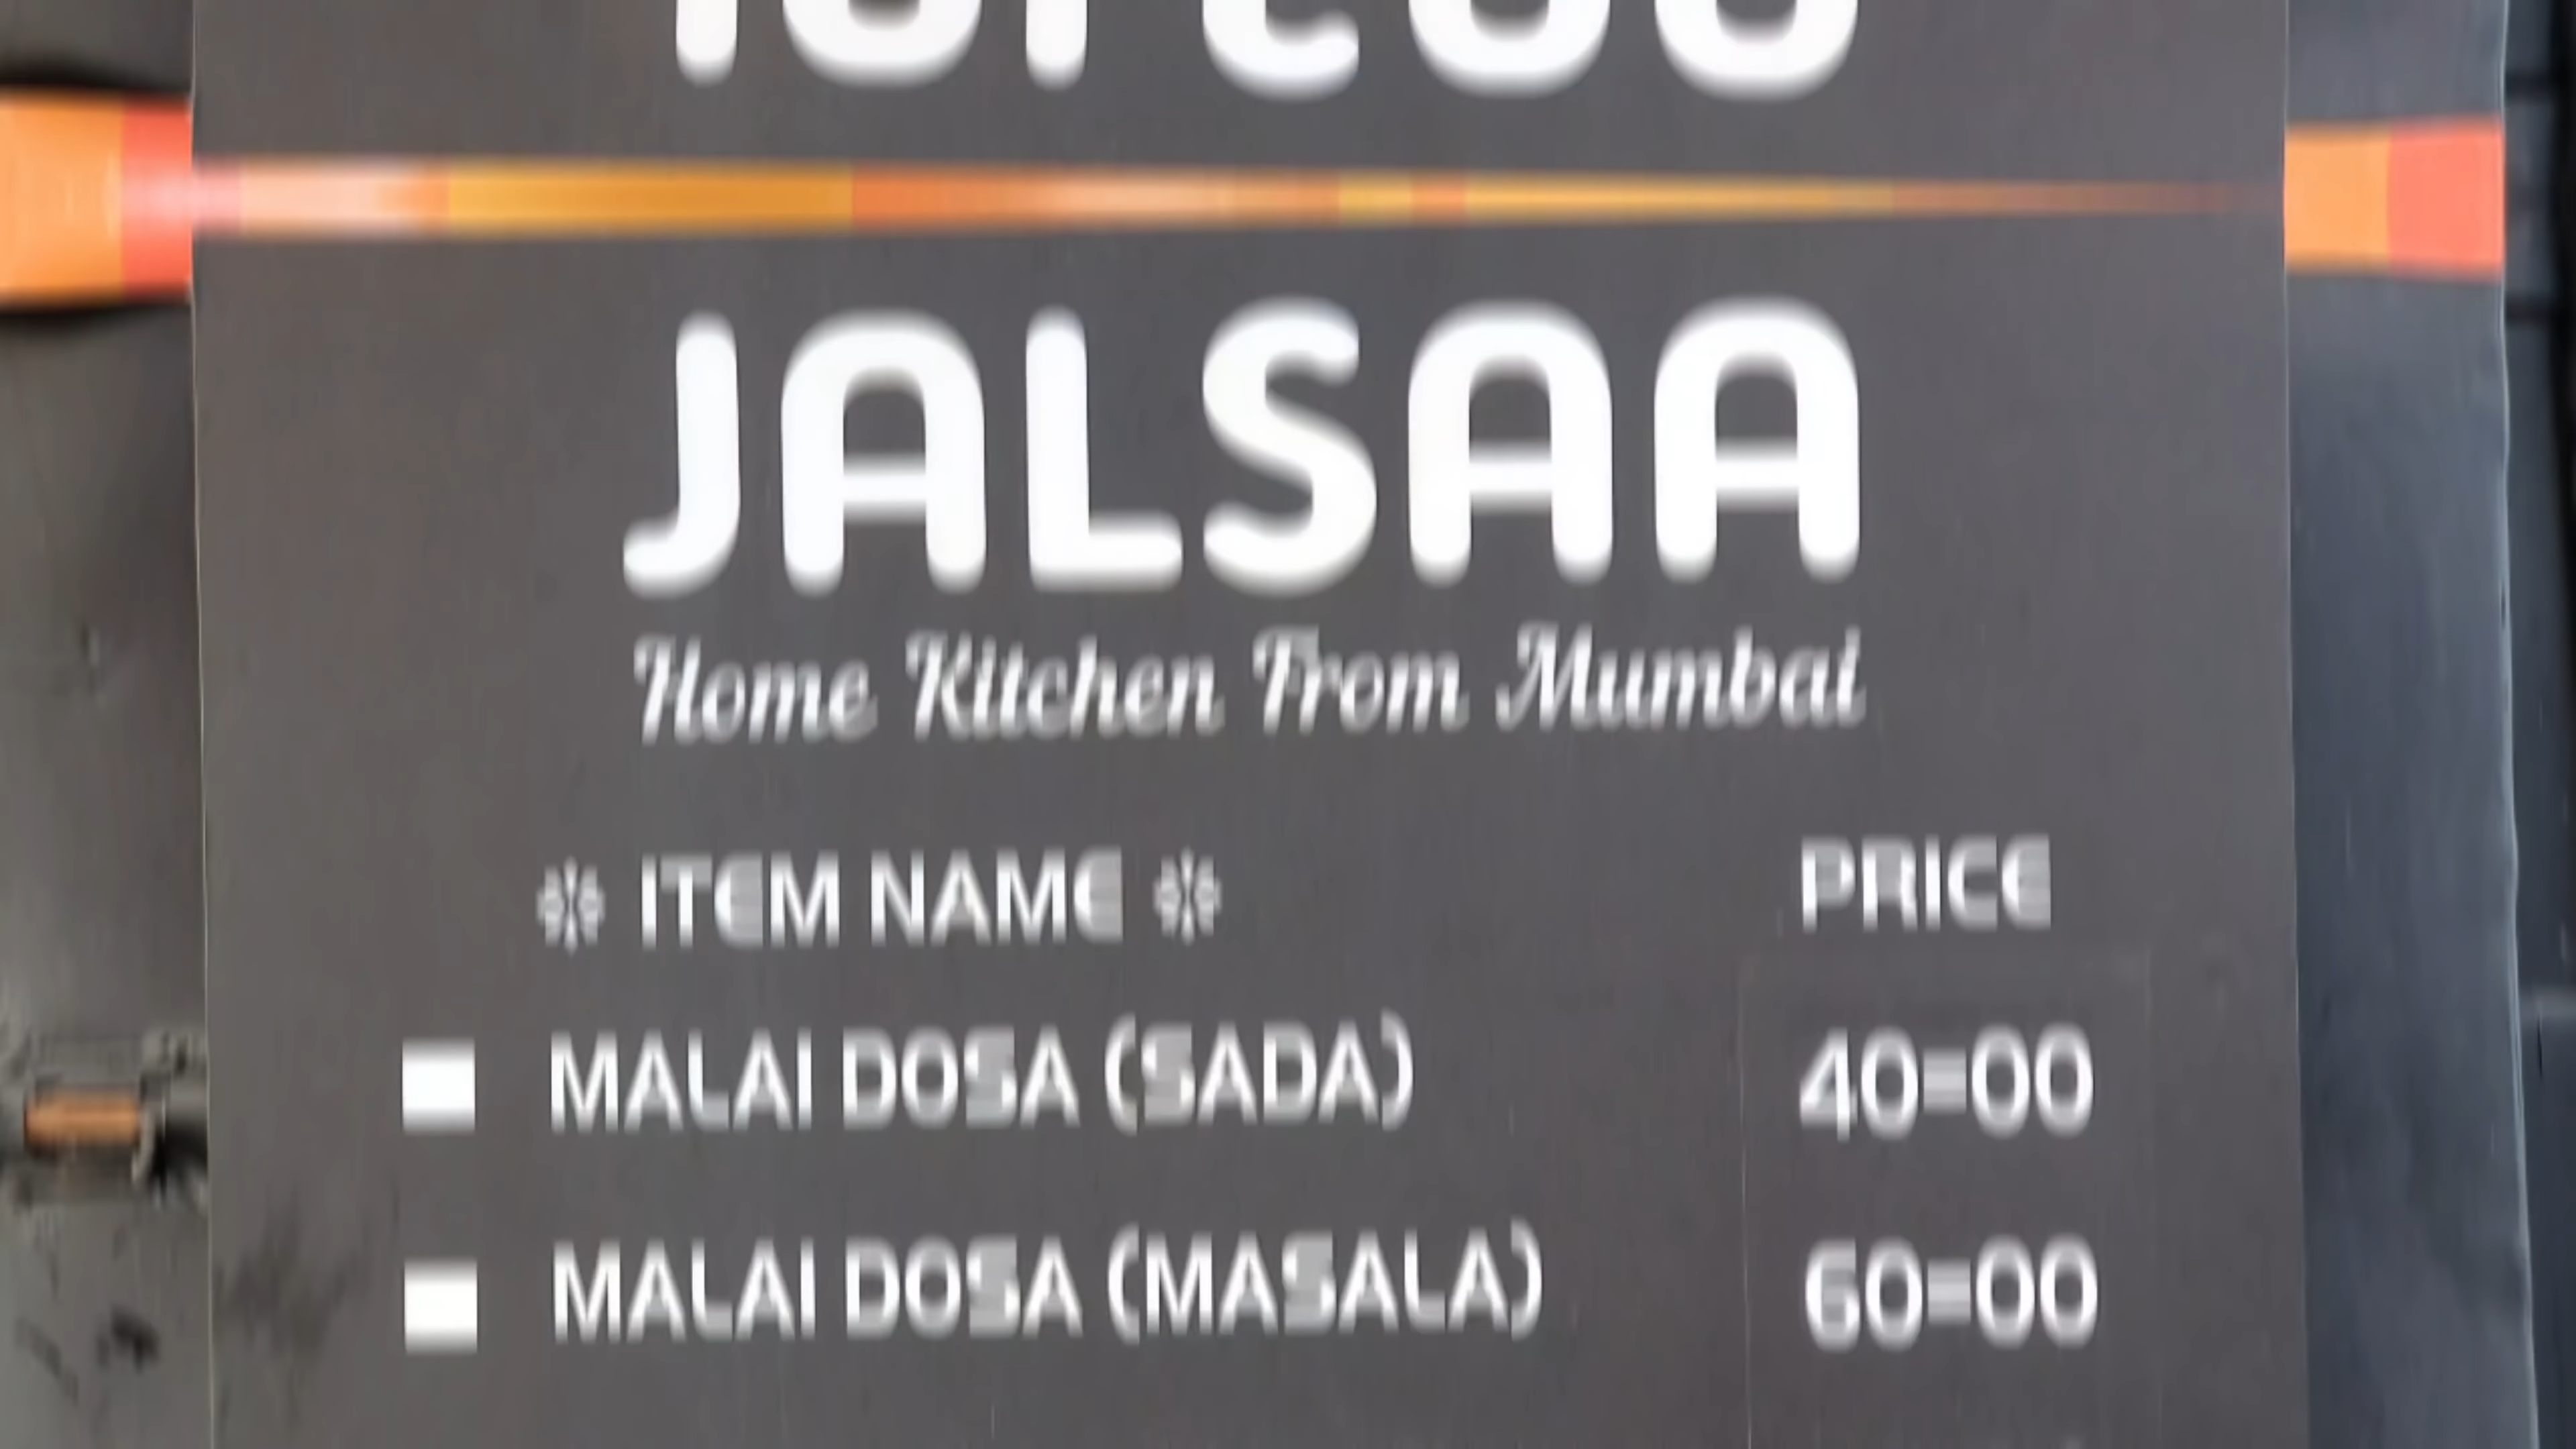 JALSAA
Home Kitchen From Mumbai
❇ ITEM NAME ❇ PRICE
MALAI DOSA (SADA) 40=00
MALAI DOSA (MASALA) 60=00